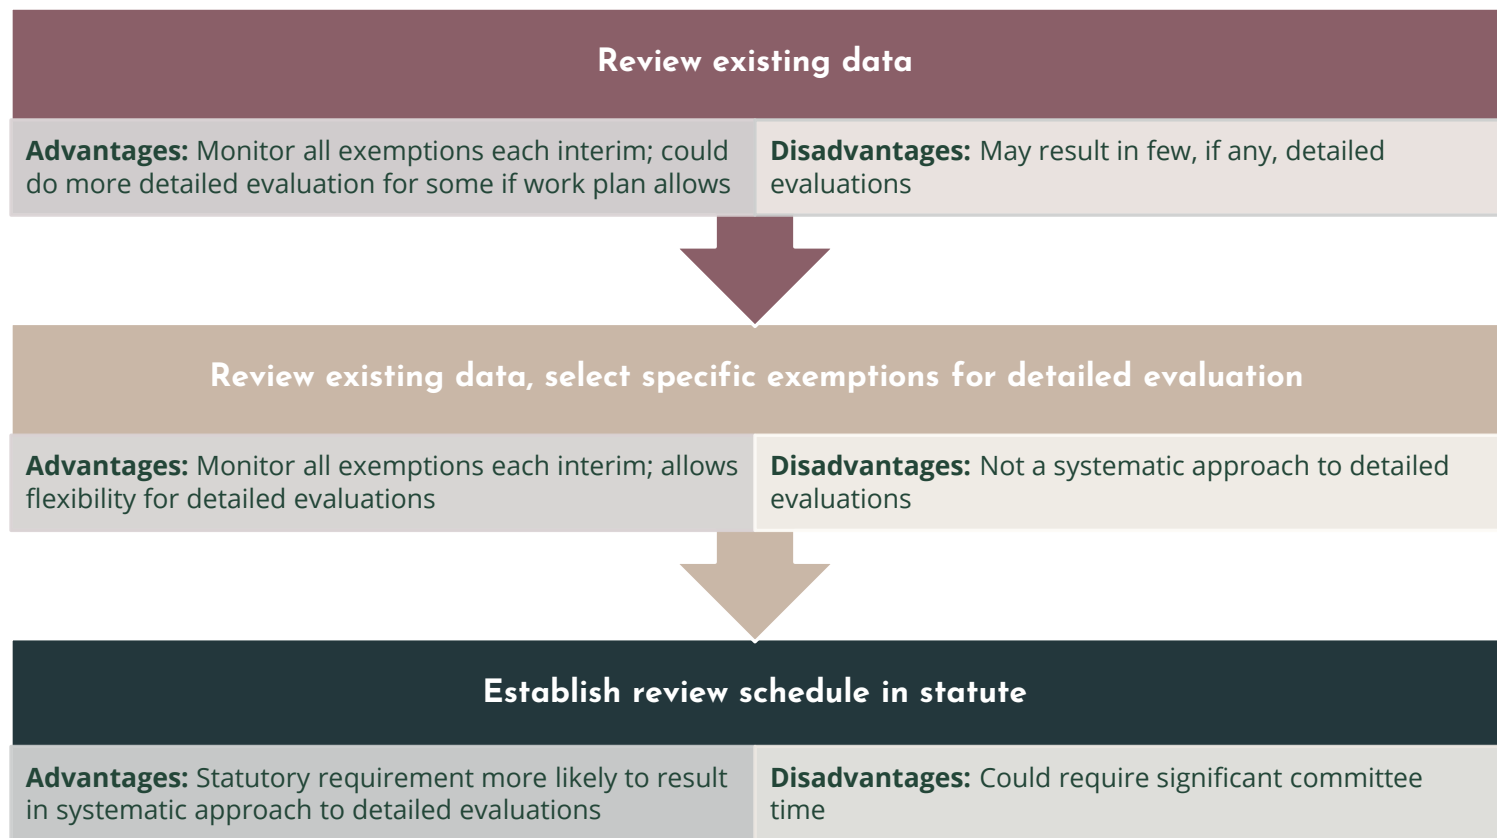 Review existing data
Advantages: Monitor all exemptions each interim; could
do more detailed evaluation for some if work plan allows
Disadvantages: May result in few, if any, detailed
evaluations
Review existing data, select specific exemptions for detailed evaluation
Advantages: Monitor all exemptions each interim; allows
flexibility for detailed evaluations
Disadvantages: Not a systematic approach to detailed
evaluations
Establish review schedule in statute
Advantages: Statutory requirement more likely to result
in systematic approach to detailed evaluations
Disadvantages: Could require significant committee
time